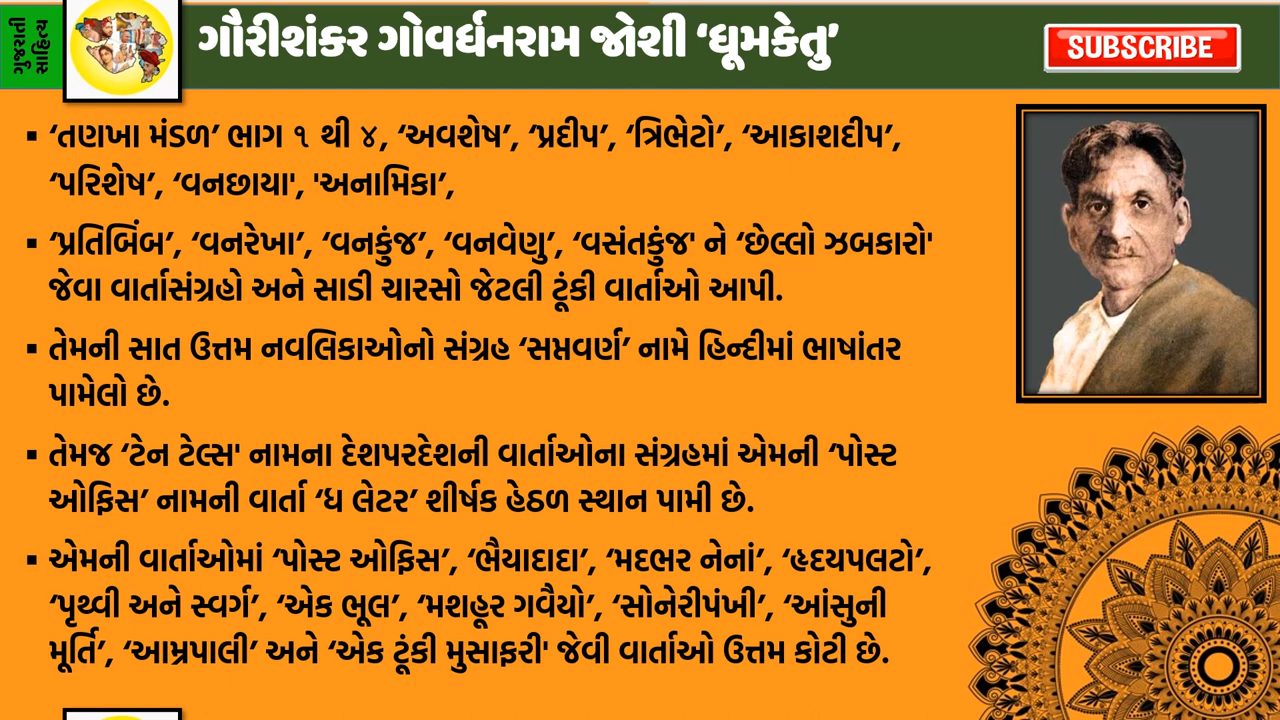 ગુજરાતી
સાહિત્ય
ગૌરીશંકર ગોવર્ધનરામ જોશી ‘ધૂમકેતુ’
SUBSCRIBE
▪ ‘તણખા મંડળ’ ભાગ ૧ થી ૪, ‘અવશેષ’, ‘પ્રદીપ’, ‘ત્રિભેટો’, ‘આકાશદીપ’,
‘પરિશેષ’, ‘વનછાયા', 'અનામિકા’,
▪ ‘પ્રતિબિંબ’, ‘વનરેખા’, ‘વનકુંજ’, ‘વનવેણુ’, ‘વસંતકુંજ' ને ‘છેલ્લો ઝબકારો'
જેવા વાર્તાસંગ્રહો અને સાડી ચારસો જેટલી ટૂંકી વાર્તાઓ આપી.
▪ તેમની સાત ઉત્તમ નવલિકાઓનો સંગ્રહ ‘સપ્તવર્ણ’ નામે હિન્દીમાં ભાષાંતર
પામેલો છે.
▪ તેમજ ‘ટેન ટેલ્સ' નામના દેશપરદેશની વાર્તાઓના સંગ્રહમાં એમની ‘પોસ્ટ
ઓફિસ’ નામની વાર્તા ‘ધ લેટર’ શીર્ષક હેઠળ સ્થાન પામી છે.
▪ એમની વાર્તાઓમાં ‘પોસ્ટ ઓફિસ’, ‘ભૈયાદાદા’, ‘મદભર નેનાં’, ‘હૃદયપલટો’,
‘પૃથ્વી અને સ્વર્ગ’, ‘એક ભૂલ’, ‘મશહૂર ગવૈયો’, ‘સોનેરીપંખી’, ‘આંસુની
મૂર્તિ’, ‘આમ્રપાલી’ અને ‘એક ટૂંકી મુસાફરી' જેવી વાર્તાઓ ઉત્તમ કોટી છે.